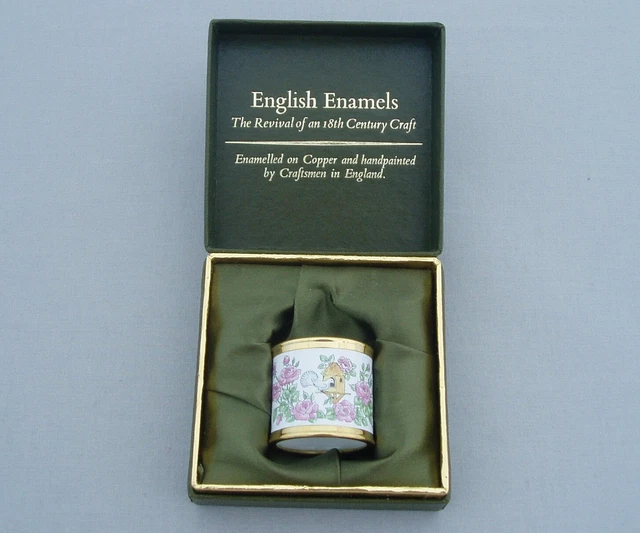 English Enamels
The Revival of an 18th Century Craft
Enamelled on Copper and handpainted
by Craftsmen in England.